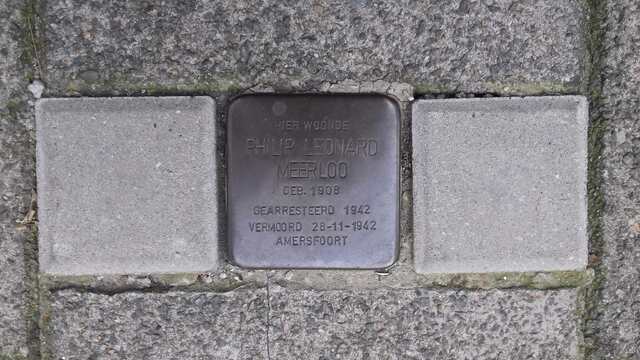 HIER WOONDE
PHILIP LEONARD
MEERLOO
GEB. 1908
GEARRESTEERD 1942
VERMOORD 28-11-1942
AMERSFOORT